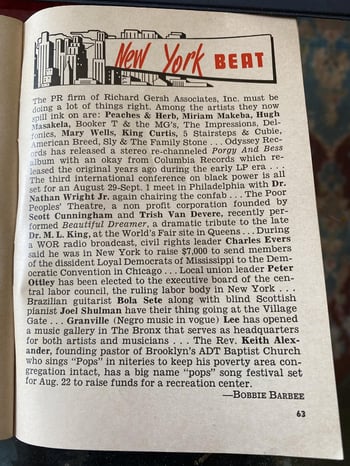 New York BEAT
The PR firm of Richard Gersh Associates, Inc. must be
doing a lot of things right. Among the artists they now
spill ink on are: Peaches & Herb, Miriam Makeba, Hugh
Masakela, Booker T & the MG's, The Impressions, Del-
fonics, Mary Wells, King Curtis, 5 Stairsteps & Cubie,
American Breed, Sly & The Family Stone . . . Odyssey Rec-
ords has released a stereo re-channeled Porgy And Bess
album with an okay from Columbia Records which re-
leased the original years ago during the early LP era . . .
The third international conference on black power is all
set for an August 29-Sept. 1 meet in Philadelphia with Dr.
Nathan Wright Jr. again chairing the confab . . . The Poor
Peoples' Theatre, a non profit corporation founded by
Scott Cunningham and Trish Van Devere, recently per-
formed Beautiful Dreamer, a dramatic tribute to the late
Dr. M. L. King, at the World's Fair site in Queens . . . During
a WOR radio broadcast, civil rights leader Charles Evers
said he was in New York to raise $7,000 to send members
of the dissident Loyal Democrats of Mississippi to the Dem-
ocratic Convention in Chicago . . . Local union leader Peter
Ottley has been elected to the executive board of the cen-
tral labor council, the ruling labor body in New York . . .
Brazilian guitarist Bola Sete along with blind Scottish
pianist Joel Shulman have their thing going at the Village
Gate . . . Granville (Negro music in vogue) Lee has opened
a music gallery in The Bronx that serves as headquarters
for both artists and musicians . . . The Rev. Keith Alex-
ander, founding pastor of Brooklyn's ADT Baptist Church
who sings "Pops" in niteries to keep his poverty area con-
gregation intact, has a big name "pops" song festival set
for Aug. 22 to raise funds for a recreation center.
—BOBBIE BARBEE
63